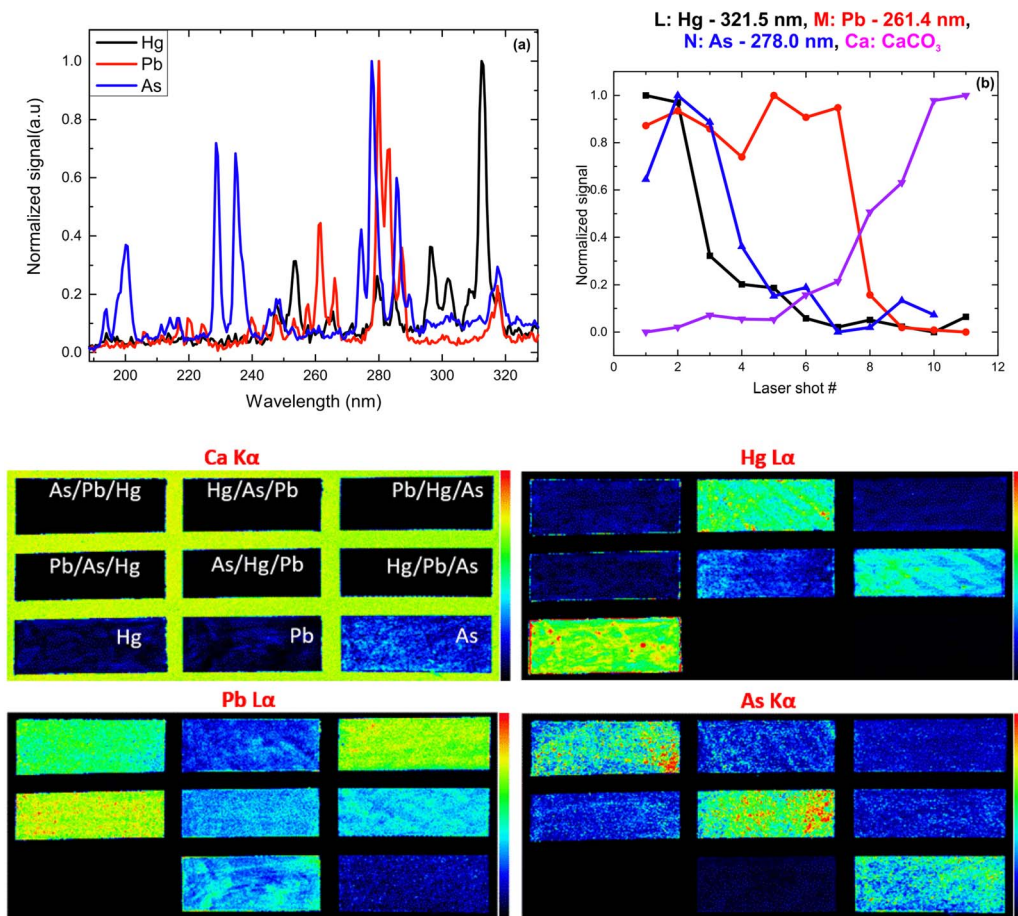 (a)
Hg
Pb
As
1.0
0.8
0.6
0.4
0.2
0.0
Normalized signal(a.u)
200 220 240 260 280 300 320
Wavelength (nm)
L: Hg - 321.5 nm, M: Pb - 261.4 nm,
N: As - 278.0 nm, Ca: CaCO₃
(b)
1.0
0.8
0.6
0.4
0.2
0.0
Normalized signal
0 2 4 6 8 10 12
Laser shot #
Ca Kα
As/Pb/Hg Hg/As/Pb Pb/Hg/As
Pb/As/Hg As/Hg/Pb Hg/Pb/As
Hg Pb As
Hg Lα
Pb Lα
As Kα